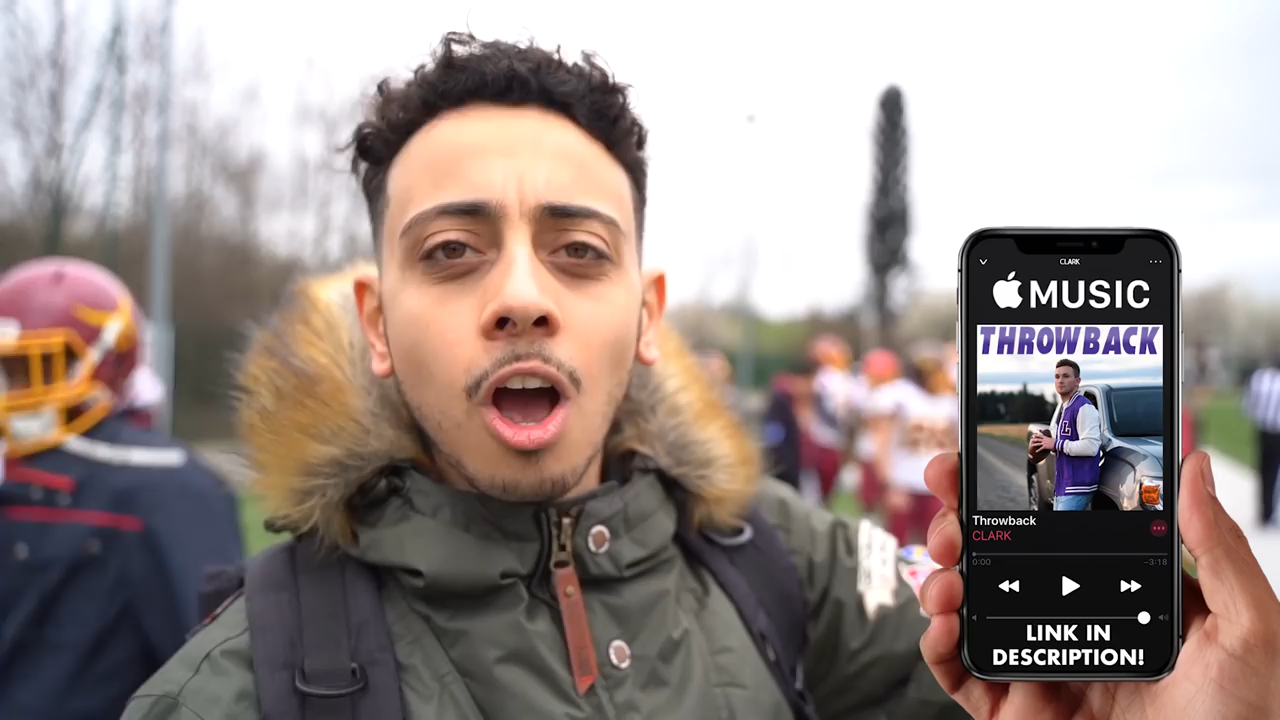 CLARK
MUSIC
THROWBACK
L
Throwback
CLARK
0:00
-3:18
LINK IN
DESCRIPTION!